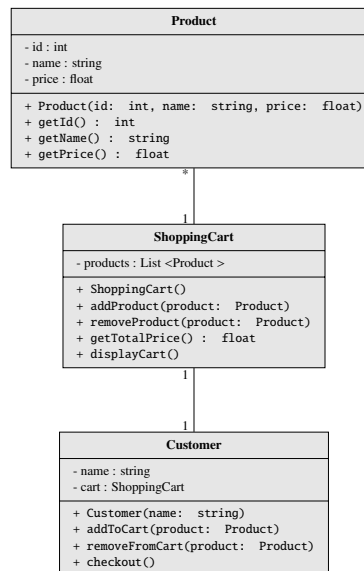 Product
- id : int
- name : string
- price : float
+ Product(id: int, name: string, price: float)
+ getId() : int
+ getName() : string
+ getPrice() : float
*
1
ShoppingCart
- products : List <Product >
+ ShoppingCart()
+ addProduct(product: Product)
+ removeProduct(product: Product)
+ getTotalPrice() : float
+ displayCart()
1
1
Customer
- name : string
- cart : ShoppingCart
+ Customer(name: string)
+ addToCart(product: Product)
+ removeFromCart(product: Product)
+ checkout()